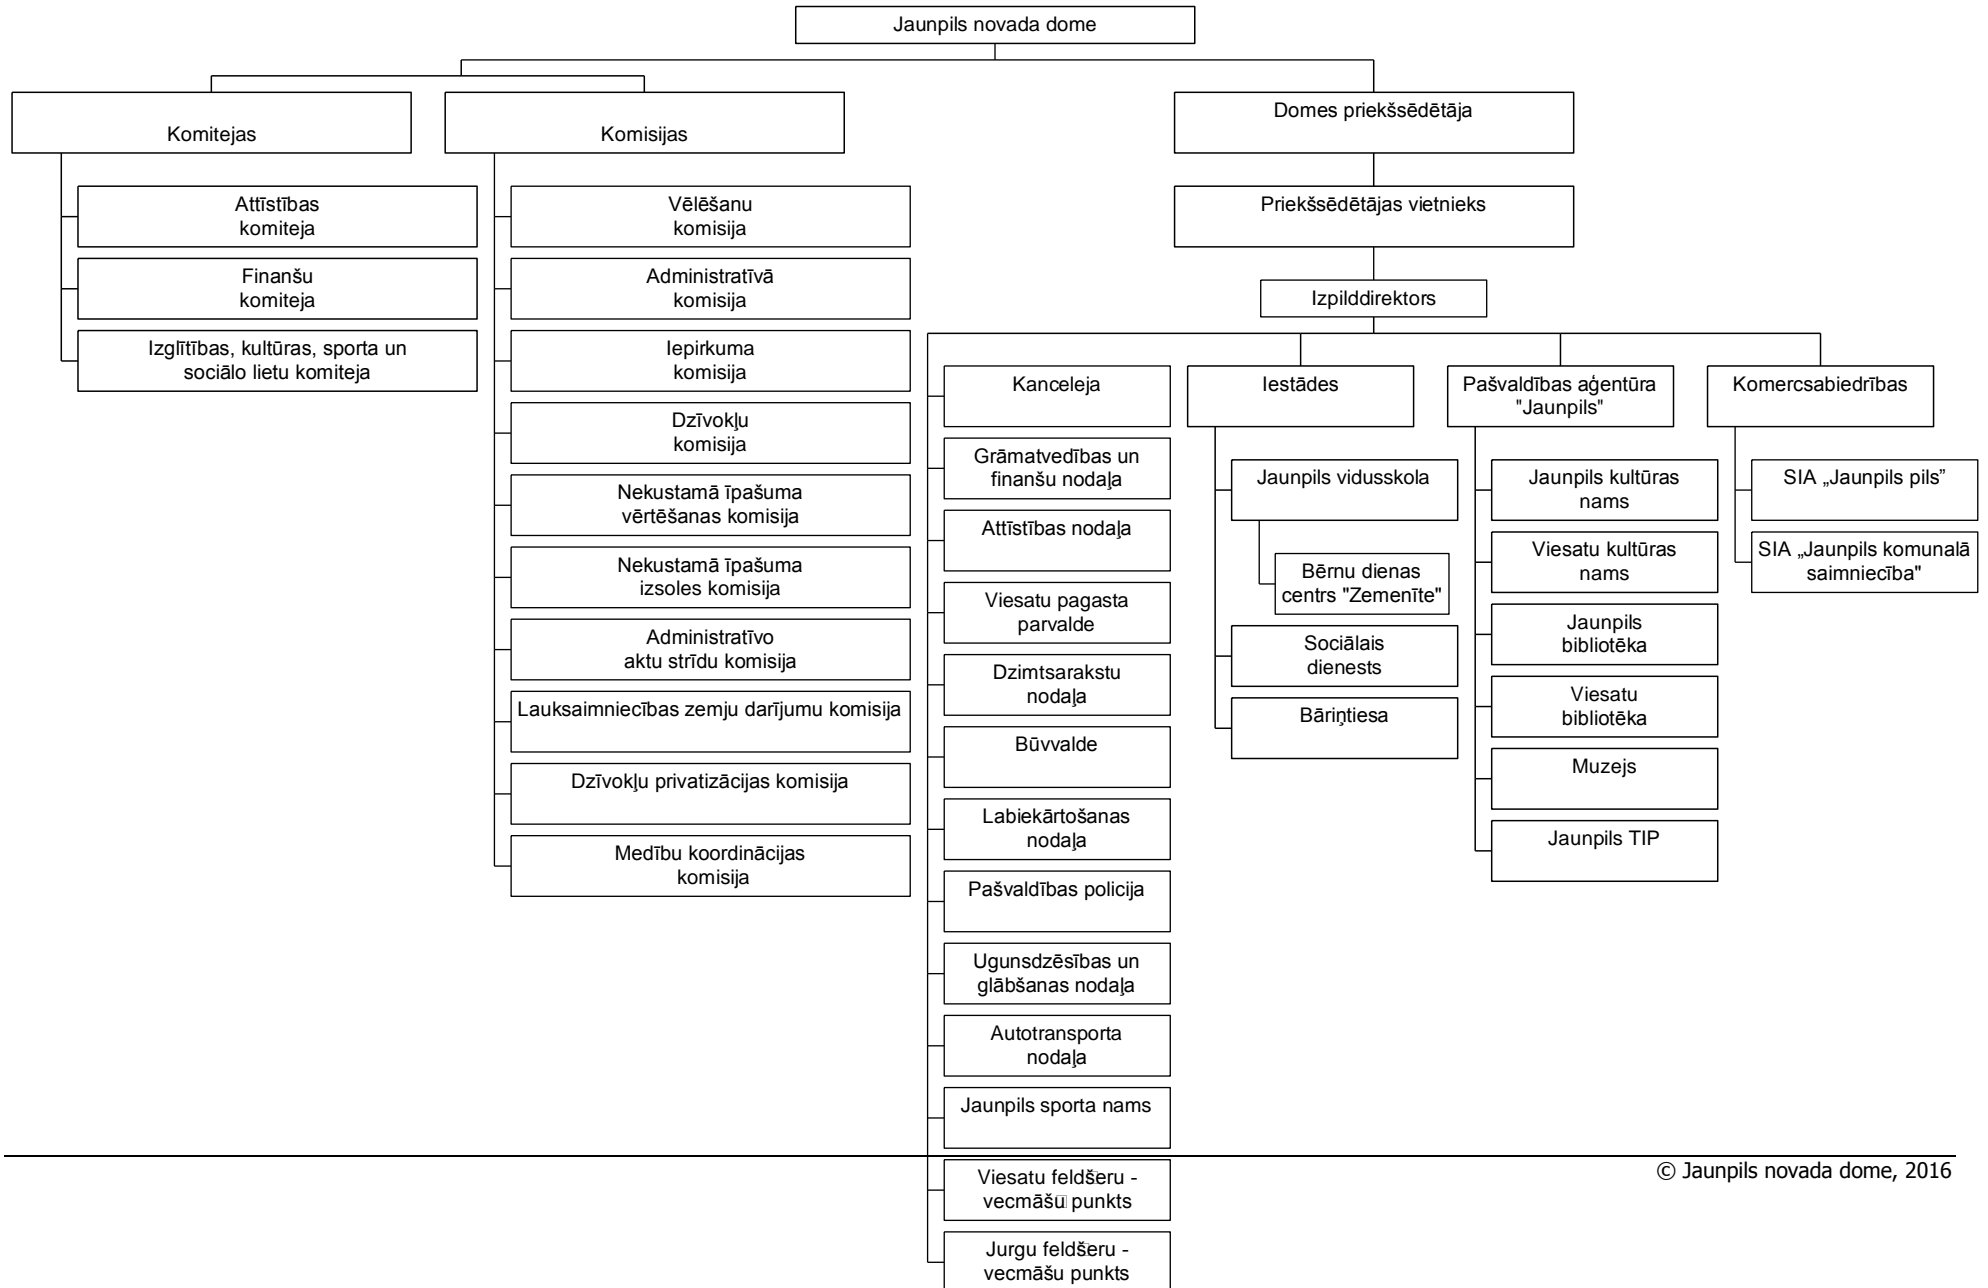 Jaunpils novada dome
Komitejas
Komisijas
Domes priekšsēdētāja
Attīstības
komiteja
Finanšu
komiteja
Izglītības, kultūras, sporta un
sociālo lietu komiteja
Vēlēšanu
komisija
Administratīvā
komisija
Iepirkuma
komisija
Dzīvokļu
komisija
Nekustamā īpašuma
vērtēšanas komisija
Nekustamā īpašuma
izsoles komisija
Administratīvo
aktu strīdu komisija
Lauksaimniecības zemju darījumu komisija
Dzīvokļu privatizācijas komisija
Medību koordinācijas
komisija
Priekšsēdētājas vietnieks
Izpilddirektors
Kanceleja
Grāmatvedības un
finanšu nodaļa
Attīstības nodaļa
Viesatu pagasta
parvalde
Dzimtsarakstu
nodaļa
Būvvalde
Labiekārtošanas
nodaļa
Pašvaldības policija
Ugunsdzēsības un
glābšanas nodaļa
Autotransporta
nodaļa
Jaunpils sporta nams
Viesatu feldšeru -
vecmāšu punkts
Jurgu feldšeru -
vecmāšu punkts
Iestādes
Jaunpils vidusskola
Bērnu dienas
centrs "Zemenīte"
Sociālais
dienests
Bāriņtiesa
Pašvaldības aģentūra
"Jaunpils"
Jaunpils kultūras
nams
Viesatu kultūras
nams
Jaunpils
bibliotēka
Viesatu
bibliotēka
Muzejs
Jaunpils TIP
Komercsabiedrības
SIA „Jaunpils pils”
SIA „Jaunpils komunalā
saimniecība"
© Jaunpils novada dome, 2016